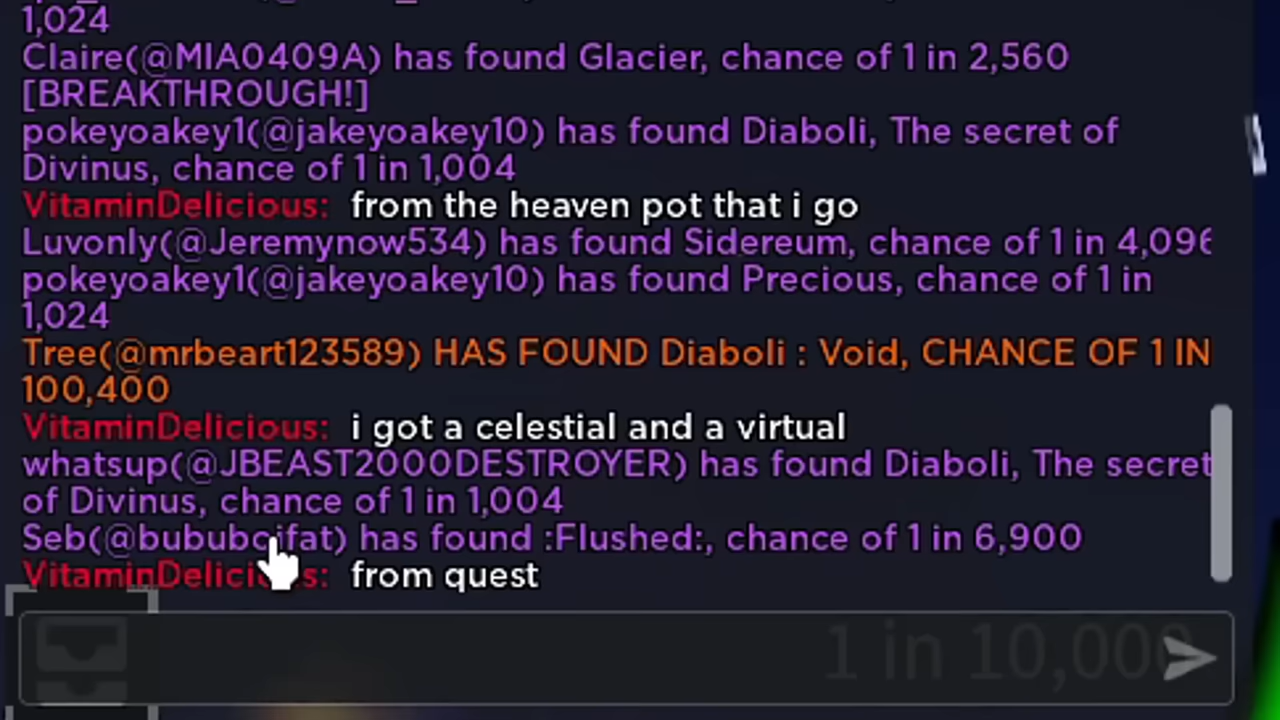 1,024
Claire(@MIA0409A) has found Glacier, chance of 1 in 2,560
[BREAKTHROUGH!]
pokeyoakey1(@jakeyoakey10) has found Diaboli, The secret of
Divinus, chance of 1 in 1,004
VitaminDelicious: from the heaven pot that i go
Luvonly(@Jeremynow534) has found Sidereum, chance of 1 in 4,096
pokeyoakey1(@jakeyoakey10) has found Precious, chance of 1 in
1,024
Tree(@mrbeart123589) HAS FOUND Diaboli : Void, CHANCE OF 1 IN
100,400
VitaminDelicious: i got a celestial and a virtual
whatsup(@JBEAST2000DESTROYER) has found Diaboli, The secret
of Divinus, chance of 1 in 1,004
Seb(@bububoifat) has found :Flushed:, chance of 1 in 6,900
VitaminDelicious: from quest
1 in 10,000